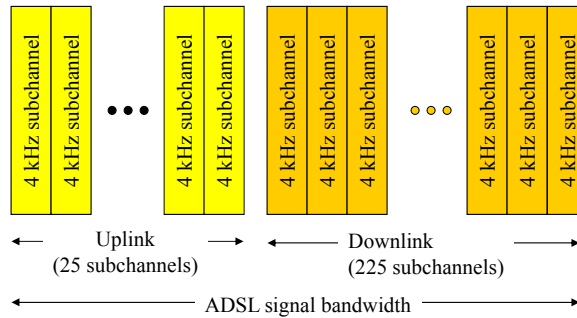 4 kHz subchannel
4 kHz subchannel
4 kHz subchannel
4 kHz subchannel
4 kHz subchannel
4 kHz subchannel
4 kHz subchannel
4 kHz subchannel
4 kHz subchannel
4 kHz subchannel
Uplink
(25 subchannels)
Downlink
(225 subchannels)
ADSL signal bandwidth